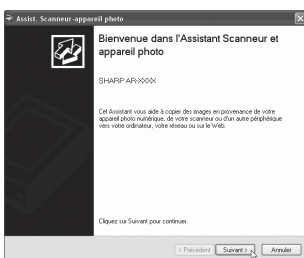 Assist. Scanneur-appareil photo
Bienvenue dans l'Assistant Scanneur et
appareil photo
SHARP AR-XXXX
Cet Assistant vous aide à copier des images en provenance de votre
appareil photo numérique, de votre scanneur ou d'un autre périphérique
vers votre ordinateur, votre réseau ou sur le Web.
Cliquez sur Suivant pour continuer.
< Précédent Suivant > Annuler